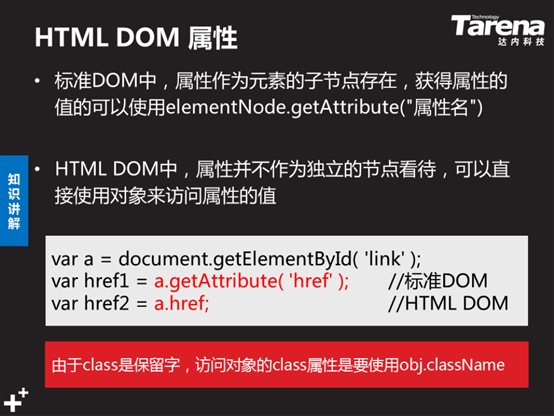 HTML DOM 属性
Technology
Tarena
达内科技
• 标准DOM中，属性作为元素的子节点存在，获得属性的
值的可以使用elementNode.getAttribute("属性名")
• HTML DOM中，属性并不作为独立的节点看待，可以直
接使用对象来访问属性的值
知识讲解
var a = document.getElementById( 'link' );
var href1 = a.getAttribute( 'href' ); //标准DOM
var href2 = a.href; //HTML DOM
由于class是保留字，访问对象的class属性是要使用obj.className